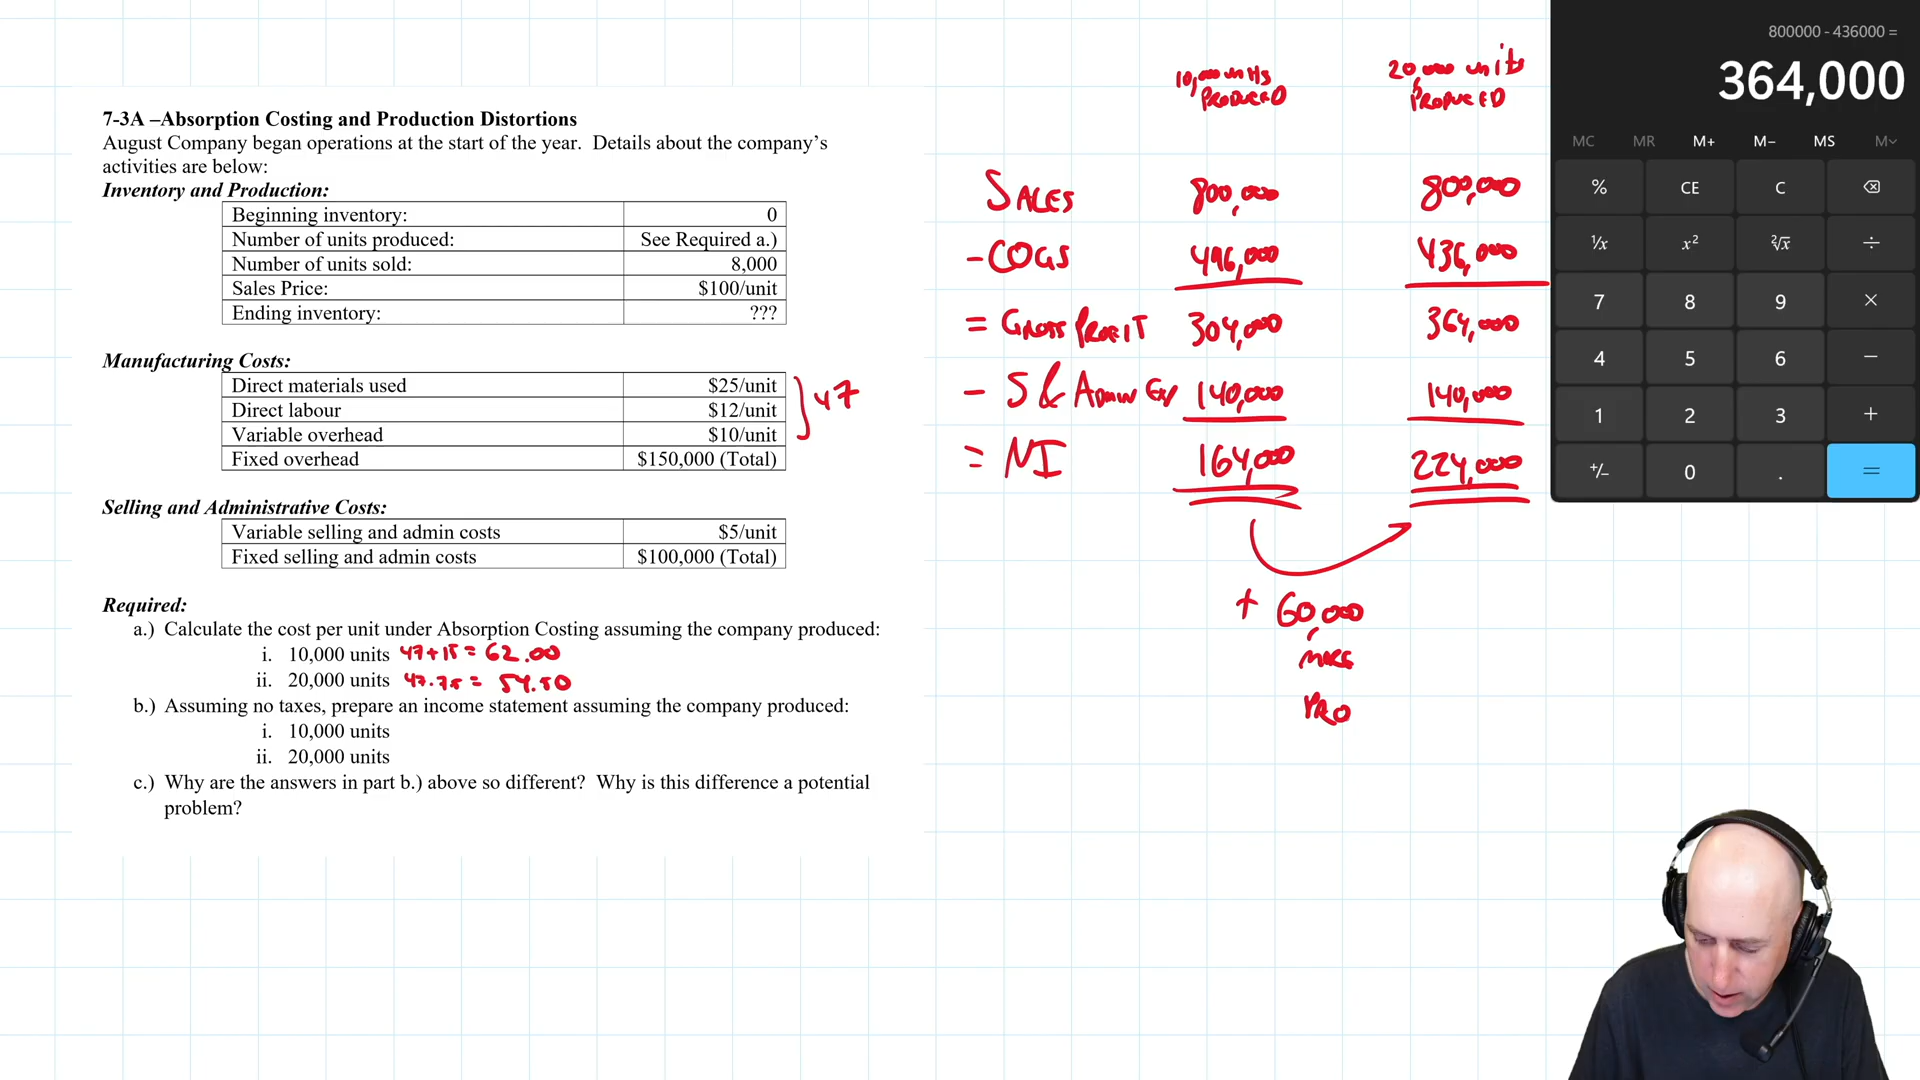 7-3A –Absorption Costing and Production Distortions
August Company began operations at the start of the year. Details about the company's
activities are below:
Inventory and Production:
Beginning inventory: 0
Number of units produced: See Required a.)
Number of units sold: 8,000
Sales Price: $100/unit
Ending inventory: ???
Manufacturing Costs:
Direct materials used $25/unit
Direct labour $12/unit
Variable overhead $10/unit
Fixed overhead $150,000 (Total)
47
Selling and Administrative Costs:
Variable selling and admin costs $5/unit
Fixed selling and admin costs $100,000 (Total)
Required:
a.) Calculate the cost per unit under Absorption Costing assuming the company produced:
i. 10,000 units 47+15 = 62.00
ii. 20,000 units 47.75 = 54.50
b.) Assuming no taxes, prepare an income statement assuming the company produced:
i. 10,000 units
ii. 20,000 units
c.) Why are the answers in part b.) above so different? Why is this difference a potential
problem?
10,000 units PRODUCED
20,000 units PRODUCED
SALES 800,000 800,000
- COGS 496,000 436,000
= GROSS PROFIT 304,000 364,000
- S & ADMIN EXP 140,000 140,000
= NI 164,000 224,000
+ 60,000
MORE
PRO
800000 - 436000 =
364,000
MC MR M+ M− MS M˅
% CE C ⌫
¹/x x² ²√x ÷
7 8 9 ×
4 5 6 −
1 2 3 +
+/− 0 . =